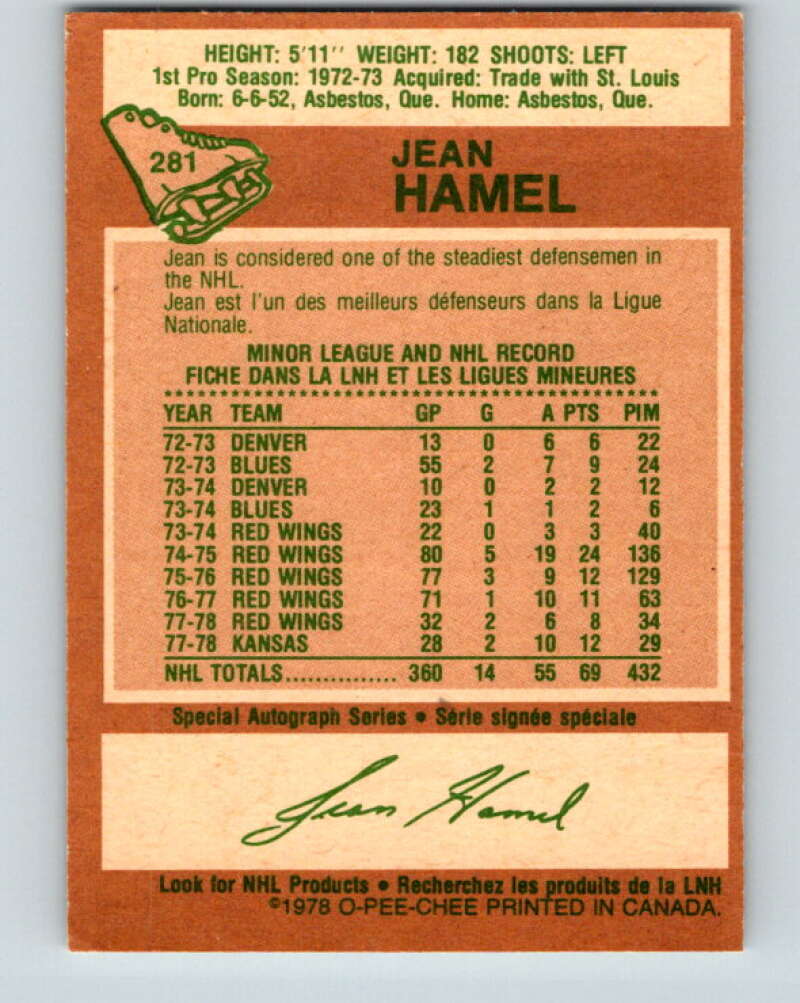 HEIGHT: 5'11'' WEIGHT: 182 SHOOTS: LEFT
1st Pro Season: 1972-73 Acquired: Trade with St. Louis
Born: 6-6-52, Asbestos, Que. Home: Asbestos, Que.
281
JEAN
HAMEL
Jean is considered one of the steadiest defensemen in
the NHL.
Jean est l'un des meilleurs défenseurs dans la Ligue
Nationale.
MINOR LEAGUE AND NHL RECORD
FICHE DANS LA LNH ET LES LIGUES MINEURES
YEAR TEAM GP G A PTS PIM
72-73 DENVER 13 0 6 6 22
72-73 BLUES 55 2 7 9 24
73-74 DENVER 10 0 2 2 12
73-74 BLUES 23 1 1 2 6
73-74 RED WINGS 22 0 3 3 40
74-75 RED WINGS 80 5 19 24 136
75-76 RED WINGS 77 3 9 12 129
76-77 RED WINGS 71 1 10 11 63
77-78 RED WINGS 32 2 6 8 34
77-78 KANSAS 28 2 10 12 29
NHL TOTALS............... 360 14 55 69 432
Special Autograph Series • Série signée spéciale
Jean Hamel
Look for NHL Products • Recherchez les produits de la LNH
©1978 O-PEE-CHEE PRINTED IN CANADA.